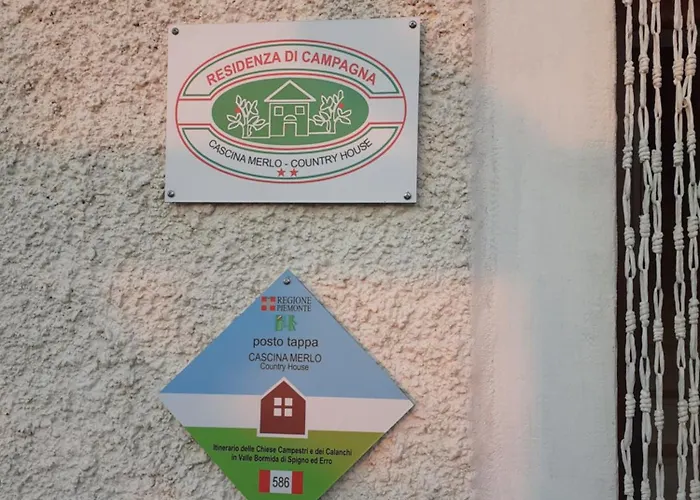 RESIDENZA DI CAMPAGNA
CASCINA MERLO - COUNTRY HOUSE
REGIONE
PIEMONTE
posto tappa
CASCINA MERLO
Country House
Itinerario delle Chiese Campestri e dei Calanchi
in Valle Bormida di Spigno ed Erro
586